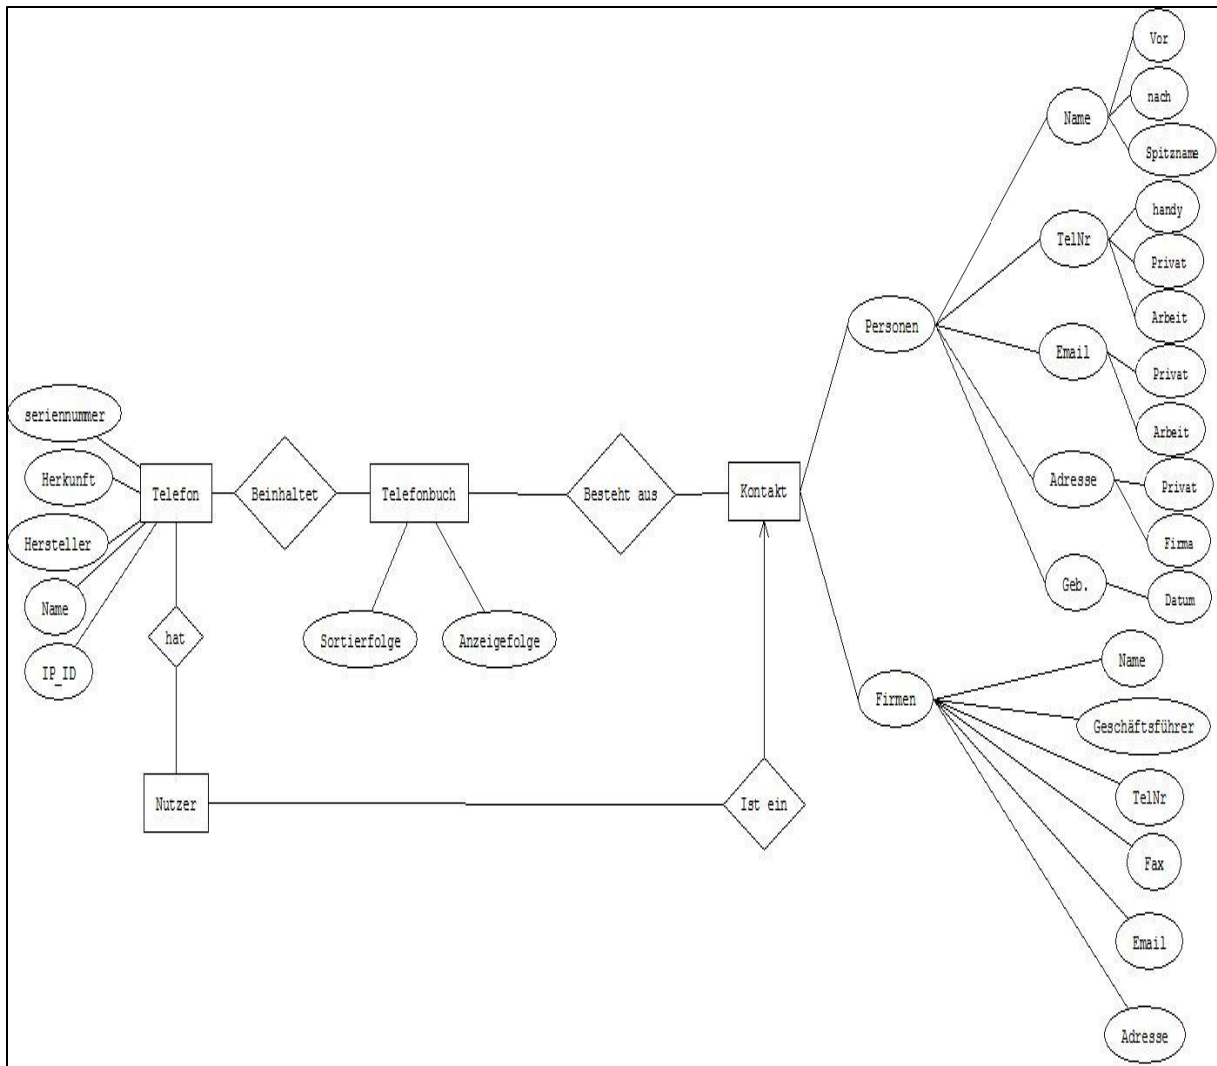 Vor
nach
Name
Spitzname
handy
TelNr
Privat
Arbeit
Personen
Email
Privat
Arbeit
seriennummer
Herkunft
Telefon
Beinhaltet
Telefonbuch
Besteht aus
Kontakt
Adresse
Privat
Hersteller
Firma
Geb.
Datum
Name
hat
Sortierfolge
Anzeigefolge
IP_ID
Name
Firmen
Geschäftsführer
TelNr
Nutzer
Ist ein
Fax
Email
Adresse